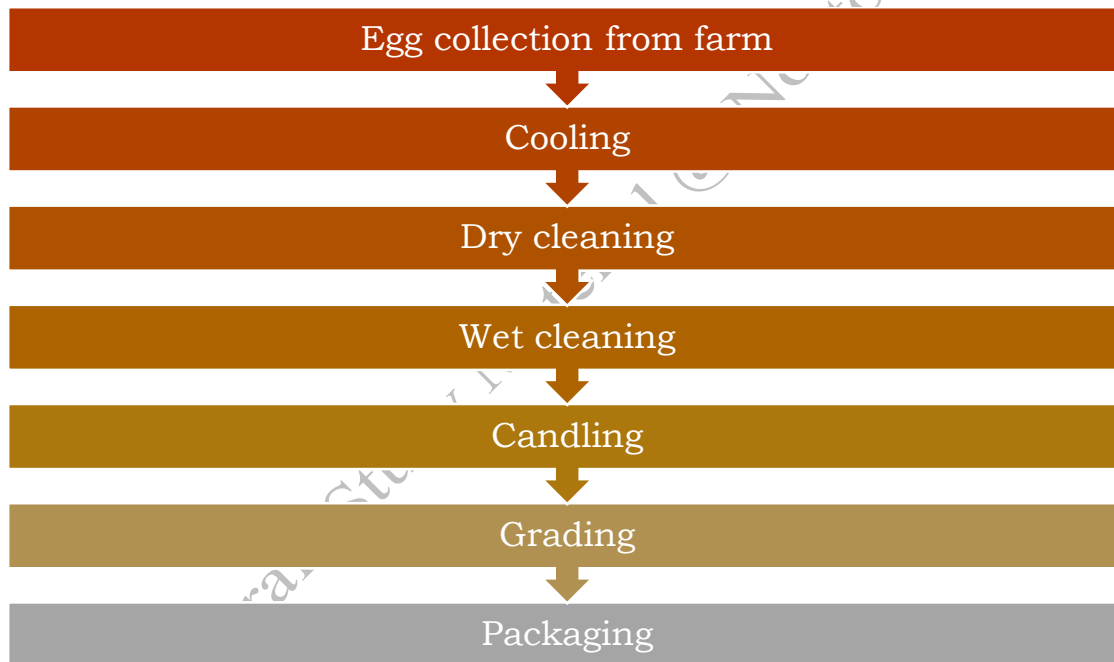 Egg collection from farm
Cooling
Dry cleaning
Wet cleaning
Candling
Grading
Packaging